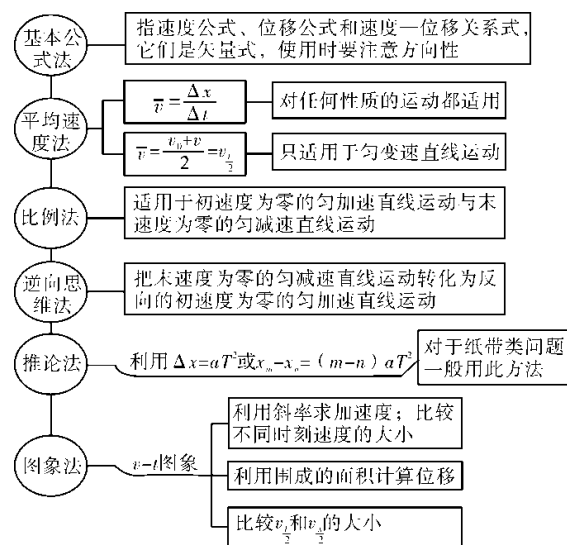 基本公
式法
指速度公式、位移公式和速度—位移关系式，
它们是矢量式，使用时要注意方向性
平均速
度法
v̄=Δx/Δt
对任何性质的运动都适用
v̄=(v₀+v)/2=v_{t/2}
只适用于匀变速直线运动
比例法
适用于初速度为零的匀加速直线运动与末
速度为零的匀减速直线运动
逆向思
维法
把末速度为零的匀减速直线运动转化为反
向的初速度为零的匀加速直线运动
推论法
利用Δx=aT²或xₘ-xₙ=(m-n)aT²
对于纸带类问题
一般用此方法
图象法
v-t图象
利用斜率求加速度；比较
不同时刻速度的大小
利用围成的面积计算位移
比较v_{t/2}和v_{x/2}的大小